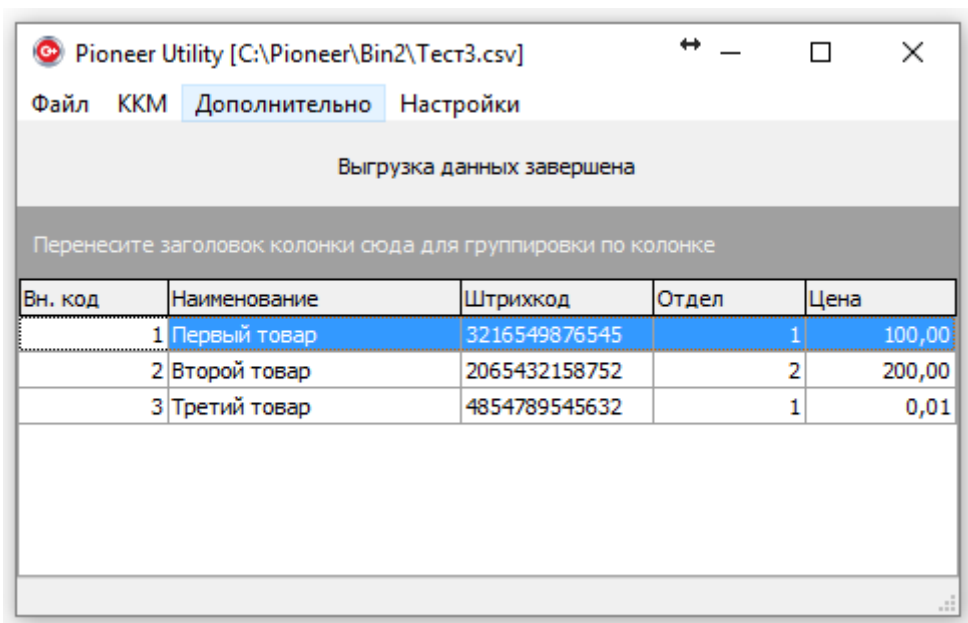 Pioneer Utility [C:\Pioneer\Bin2\Тест3.csv]
Файл ККМ Дополнительно Настройки
Выгрузка данных завершена
Перенесите заголовок колонки сюда для группировки по колонке
Вн. код Наименование Штрихкод Отдел Цена
1 Первый товар 3216549876545 1 100,00
2 Второй товар 2065432158752 2 200,00
3 Третий товар 4854789545632 1 0,01